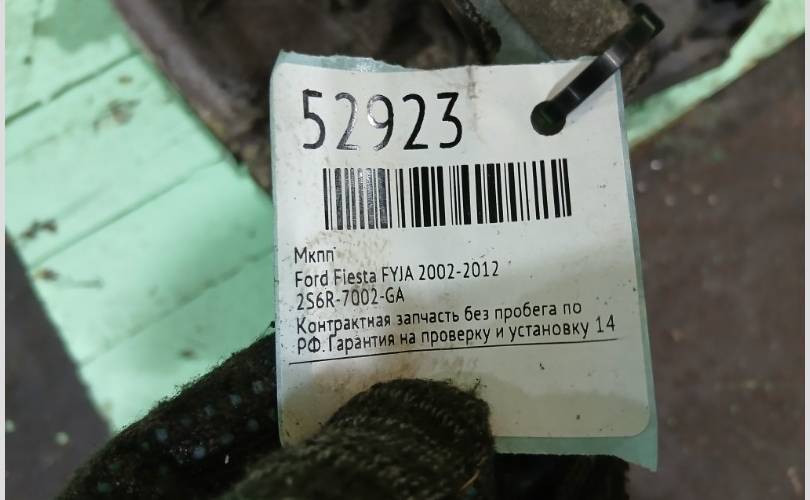 52923
Мкпп
Ford Fiesta FYJA 2002-2012
2S6R-7002-GA
Контрактная запчасть без пробега по
РФ.Гарантия на проверку и установку 14